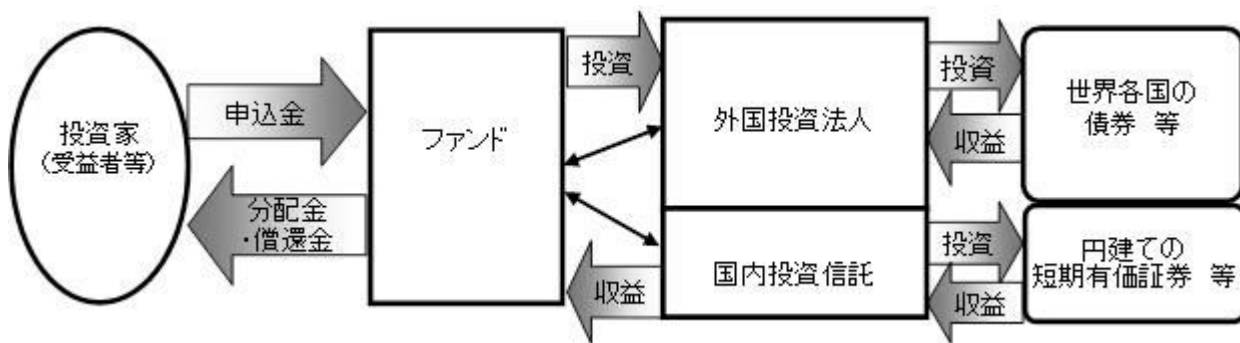 投資家
(受益者等)
申込金
分配金
・償還金
ファンド
投資
収益
外国投資法人
国内投資信託
投資
収益
投資
収益
世界各国の
債券 等
円建ての
短期有価証券 等